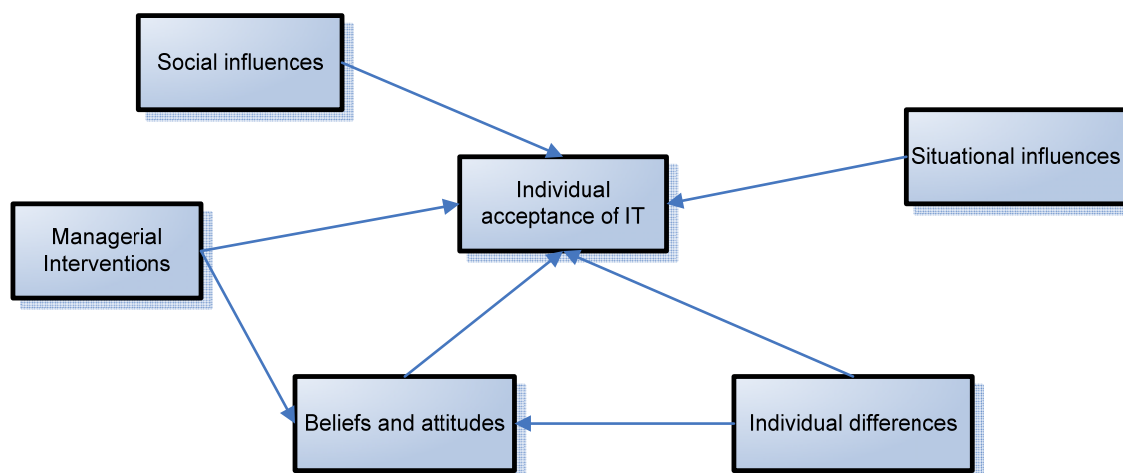 Social influences
Situational influences
Individual
acceptance of IT
Managerial
Interventions
Beliefs and attitudes
Individual differences